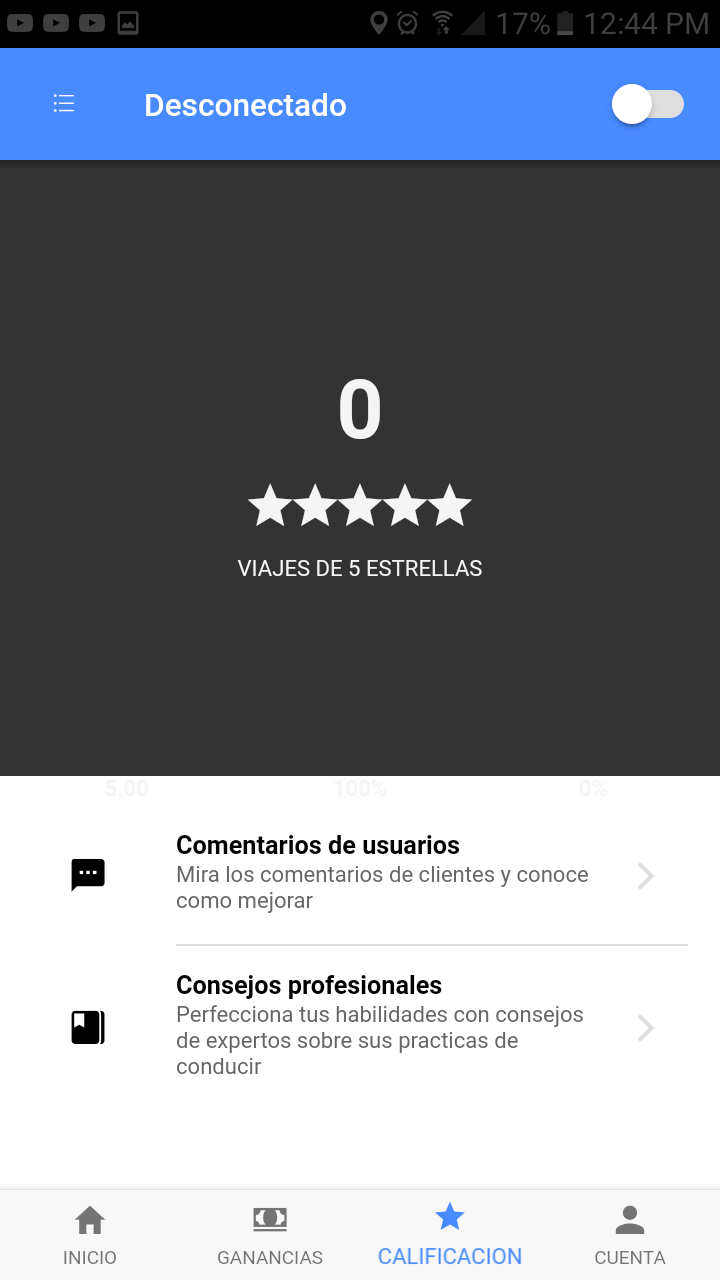 17% 12:44 PM
Desconectado
0
VIAJES DE 5 ESTRELLAS
5.00 100% 0%
Comentarios de usuarios
Mira los comentarios de clientes y conoce
como mejorar
Consejos profesionales
Perfecciona tus habilidades con consejos
de expertos sobre sus practicas de
conducir
INICIO GANANCIAS CALIFICACION CUENTA